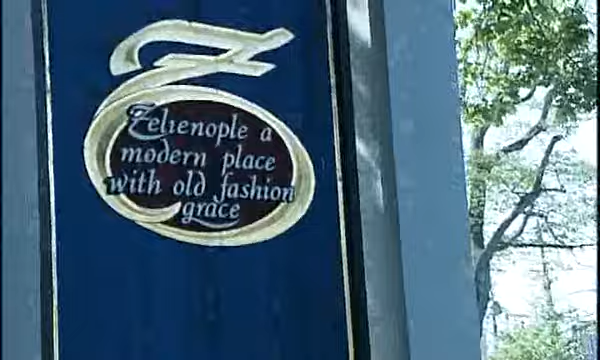 Z
Zelienople a
modern place
with old fashion
grace